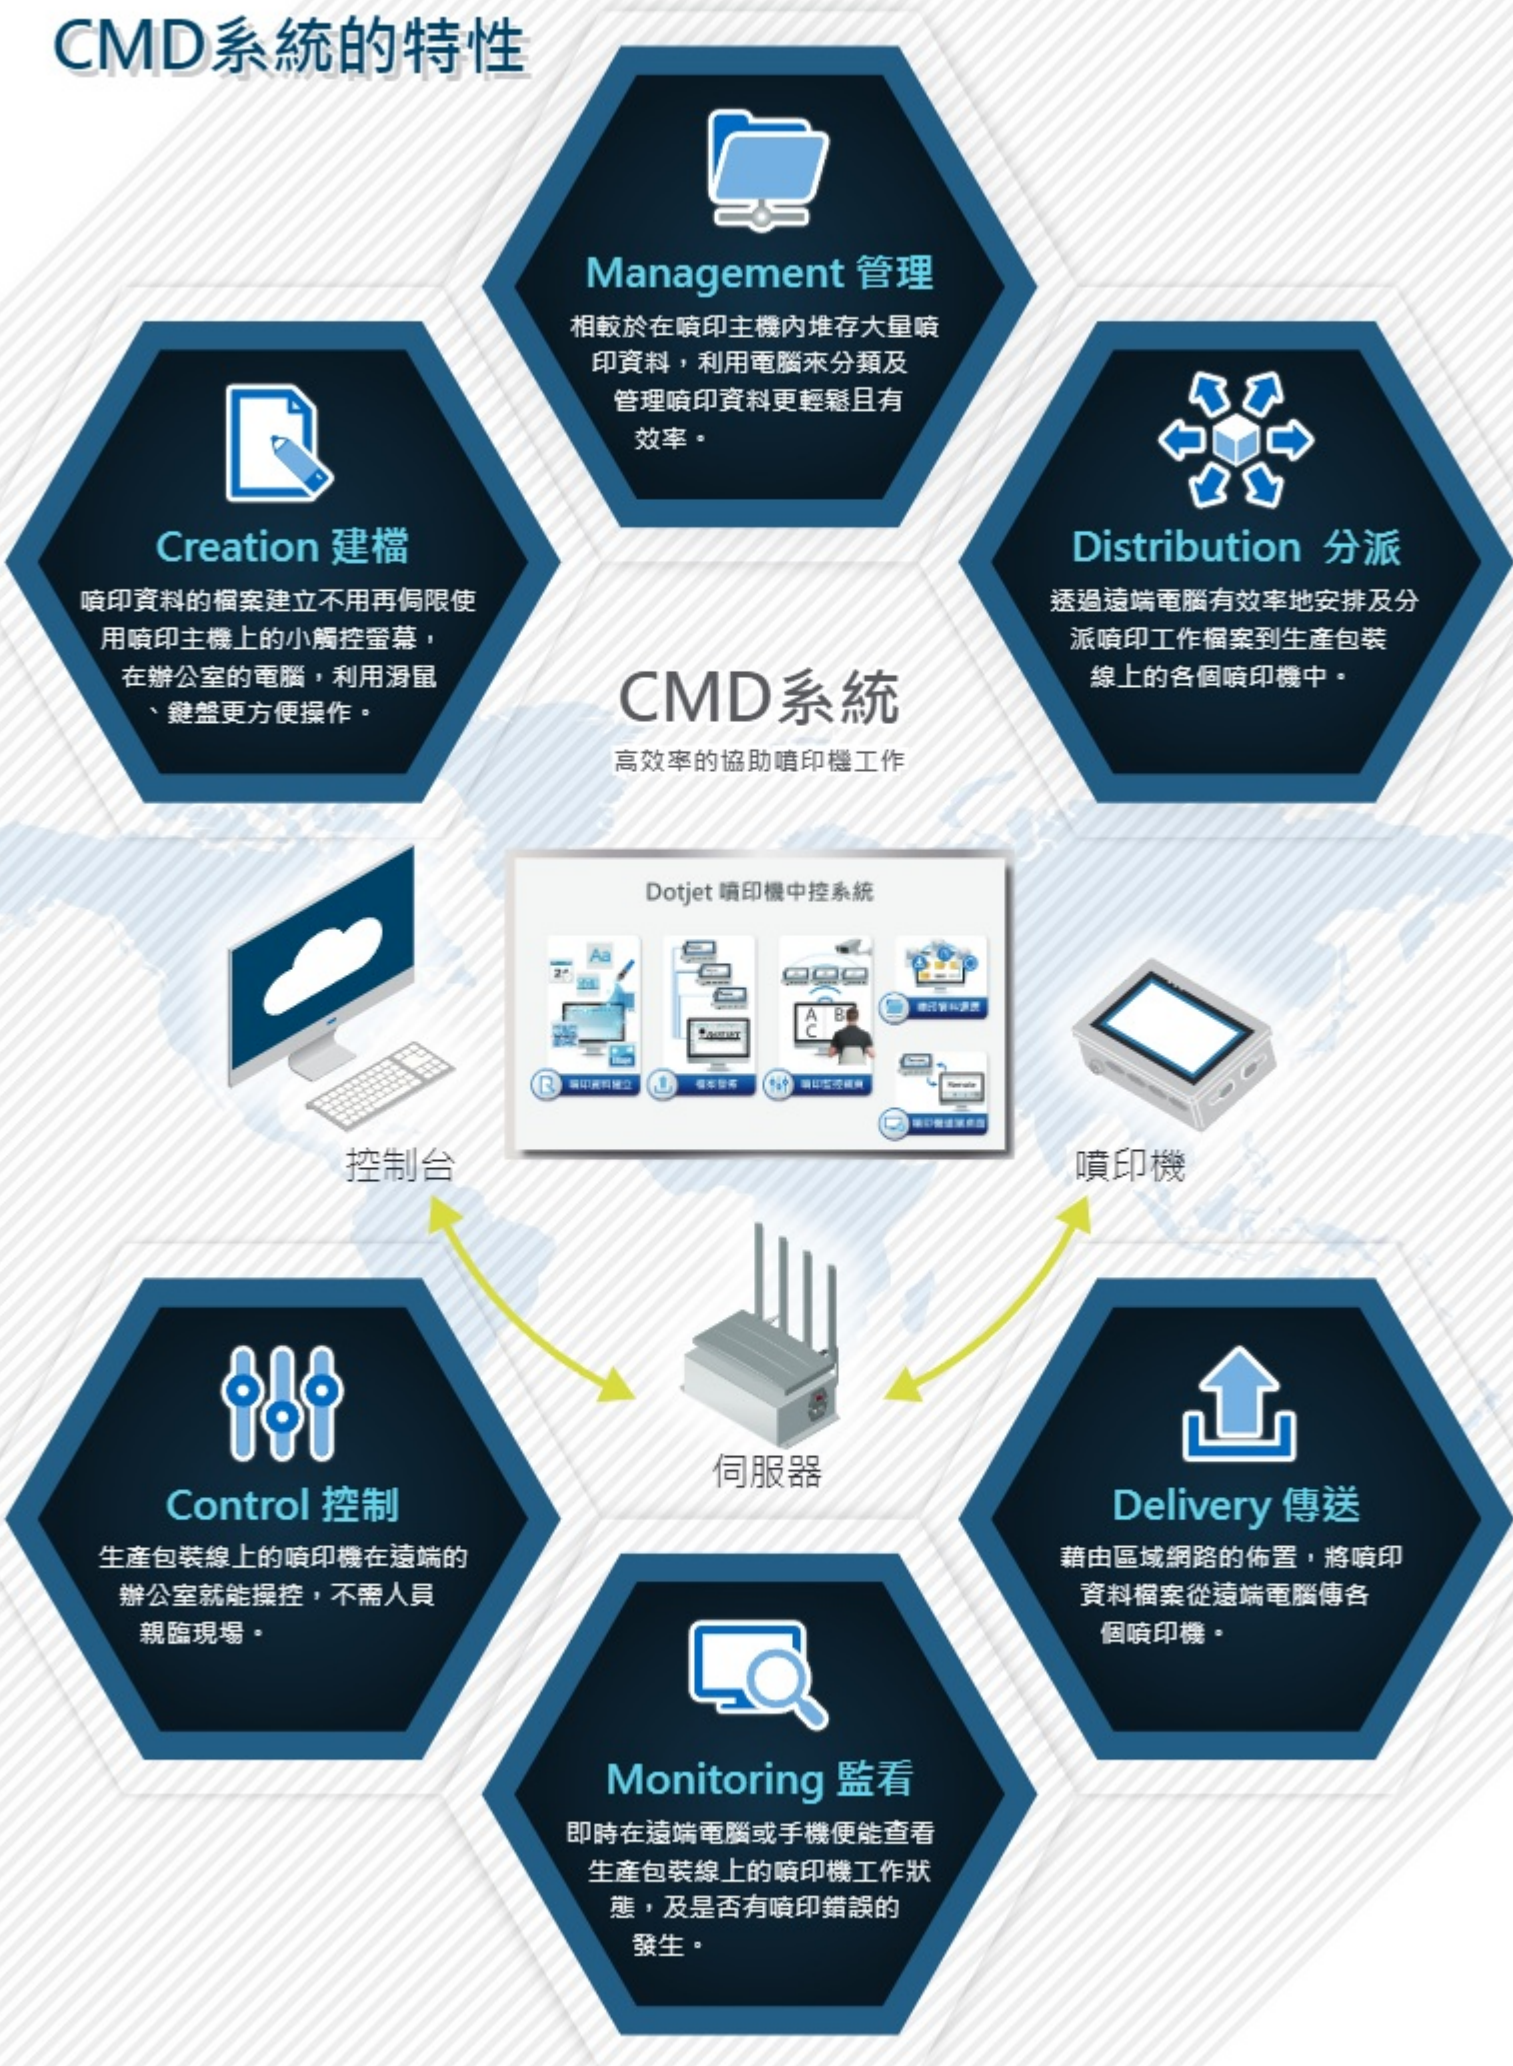 CMD系統的特性
Management 管理
相較於在噴印主機內堆存大量噴
印資料，利用電腦來分類及
管理噴印資料更輕鬆且有
效率。
Creation 建檔
噴印資料的檔案建立不用再侷限使
用噴印主機上的小觸控螢幕，
在辦公室的電腦，利用滑鼠
、鍵盤更方便操作。
Distribution 分派
透過遠端電腦有效率地安排及分
派噴印工作檔案到生產包裝
線上的各個噴印機中。
CMD系統
高效率的協助噴印機工作
Dotjet 噴印機中控系統
Aa
A B
C
Remote
噴印資料建立
控制台
噴印機
伺服器
Control 控制
生產包裝線上的噴印機在遠端的
辦公室就能操控，不需人員
親臨現場。
Delivery 傳送
藉由區域網路的佈置，將噴印
資料檔案從遠端電腦傳各
個噴印機。
Monitoring 監看
即時在遠端電腦或手機便能查看
生產包裝線上的噴印機工作狀
態，及是否有噴印錯誤的
發生。